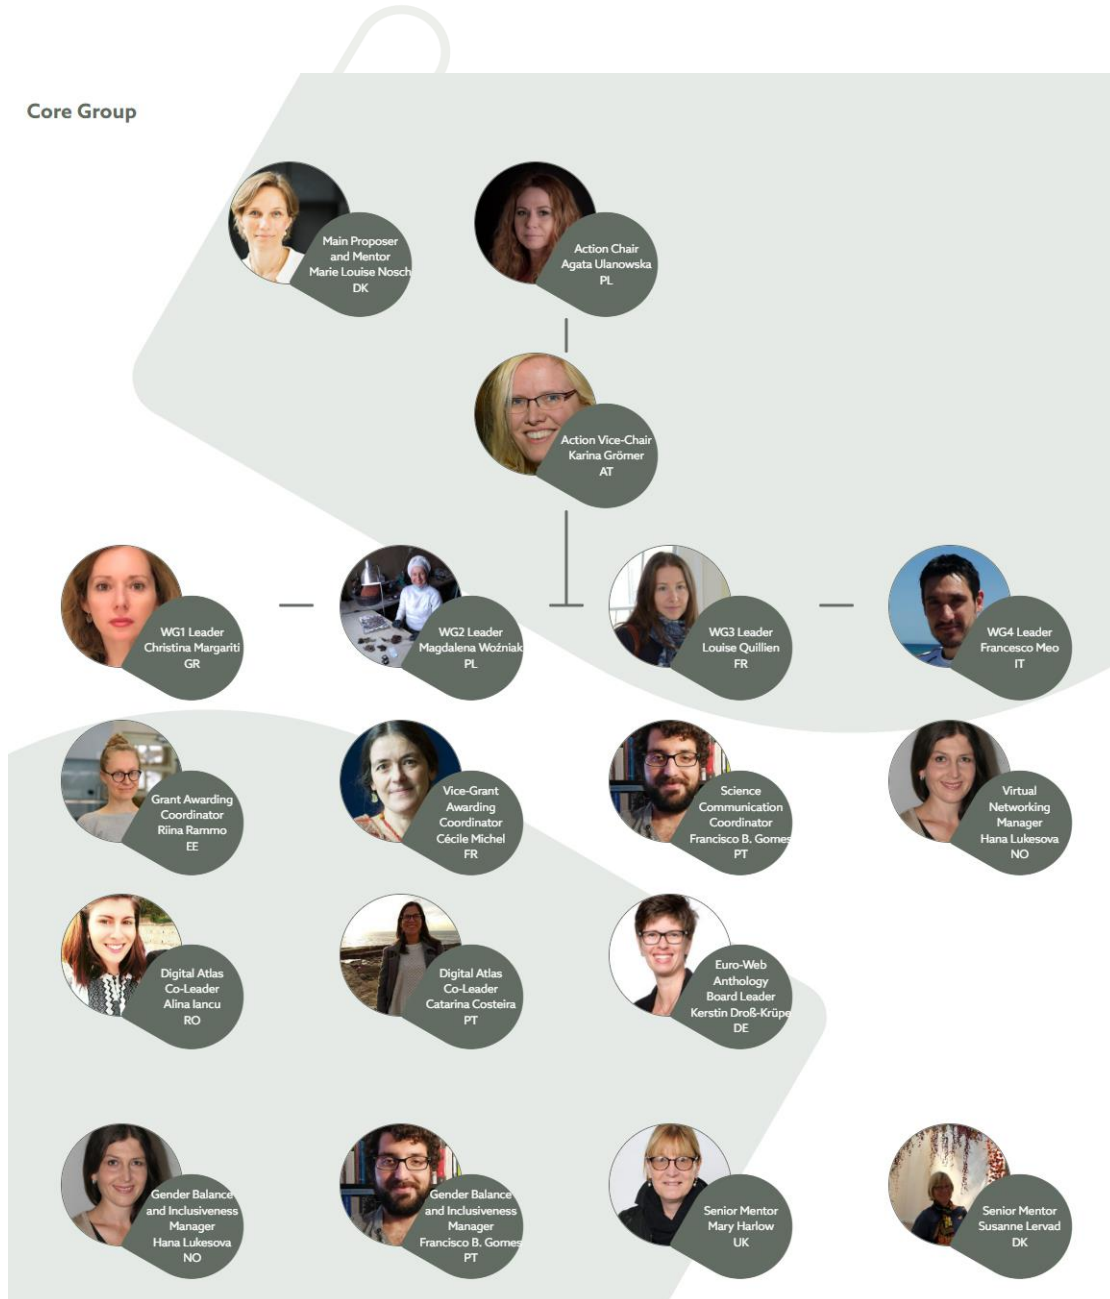 Core Group
Main Proposer
and Mentor
Marie Louise Nosch
DK
Action Chair
Agata Ulanowska
PL
Action Vice-Chair
Karina Grömer
AT
WG1 Leader
Christina Margariti
GR
WG2 Leader
Magdalena Woźniak
PL
WG3 Leader
Louise Quillien
FR
WG4 Leader
Francesco Meo
IT
Grant Awarding
Coordinator
Riina Rammo
EE
Vice-Grant
Awarding
Coordinator
Cécile Michel
FR
Science
Communication
Coordinator
Francisco B. Gomes
PT
Virtual
Networking
Manager
Hana Lukesova
NO
Digital Atlas
Co-Leader
Alina Iancu
RO
Digital Atlas
Co-Leader
Catarina Costeira
PT
Euro-Web
Anthology
Board Leader
Kerstin Droß-Krüpe
DE
Gender Balance
and Inclusiveness
Manager
Hana Lukesova
NO
Gender Balance
and Inclusiveness
Manager
Francisco B. Gomes
PT
Senior Mentor
Mary Harlow
UK
Senior Mentor
Susanne Lervad
DK